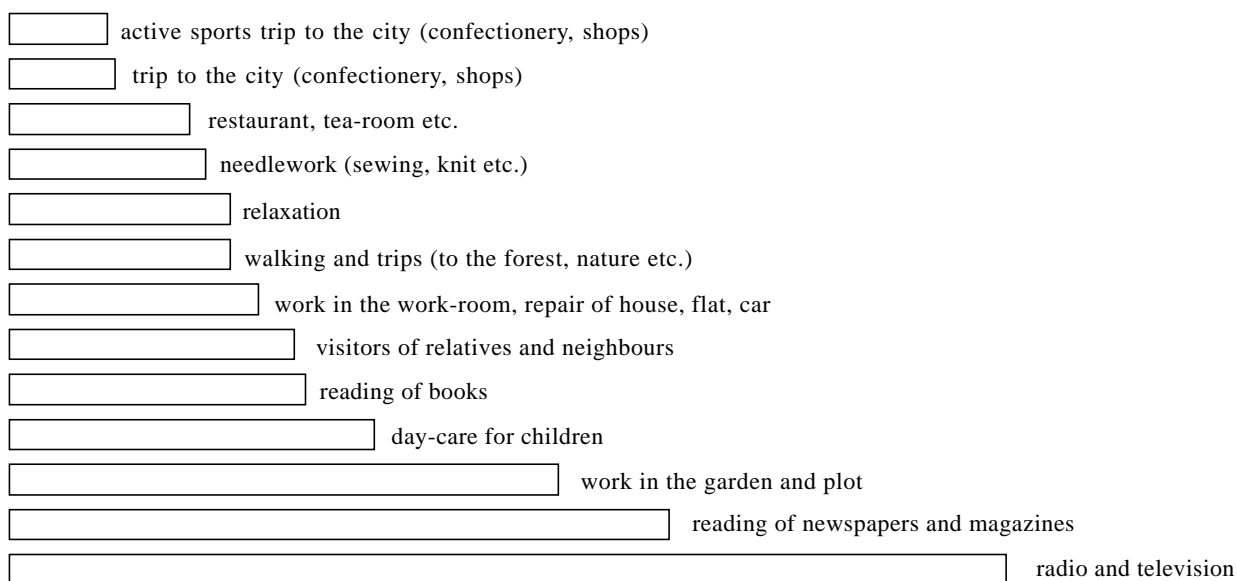 active sports trip to the city (confectionery, shops)
trip to the city (confectionery, shops)
restaurant, tea-room etc.
needlework (sewing, knit etc.)
relaxation
walking and trips (to the forest, nature etc.)
work in the work-room, repair of house, flat, car
visitors of relatives and neighbours
reading of books
day-care for children
work in the garden and plot
reading of newspapers and magazines
radio and television